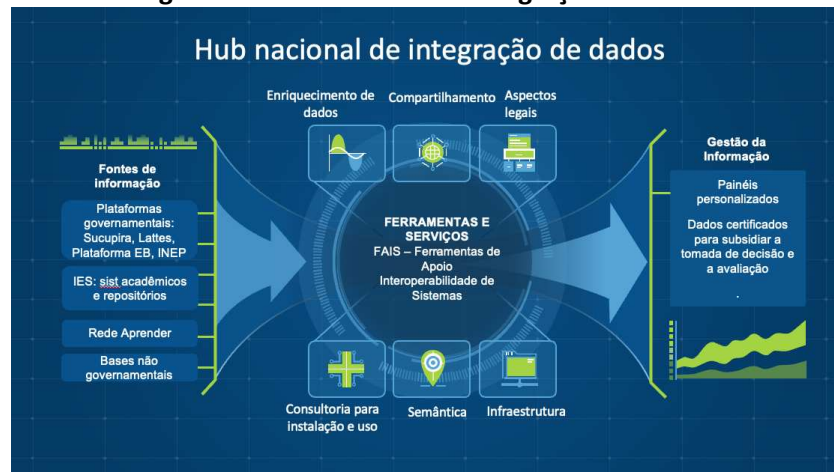 Hub nacional de integração de dados
Enriquecimento de
dados
Compartilhamento
Aspectos
legais
Fontes de
informação
Plataformas
governamentais:
Sucupira, Lattes,
Plataforma EB, INEP
IES: sist acadêmicos
e repositórios
Rede Aprender
Bases não
governamentais
FERRAMENTAS E
SERVIÇOS
FAIS – Ferramentas de
Apoio
Interoperabilidade de
Sistemas
Consultoria para
instalação e uso
Semântica
Infraestrutura
Gestão da
Informação
Painéis
personalizados
Dados certificados
para subsidiar a
tomada de decisão e
a avaliação
.